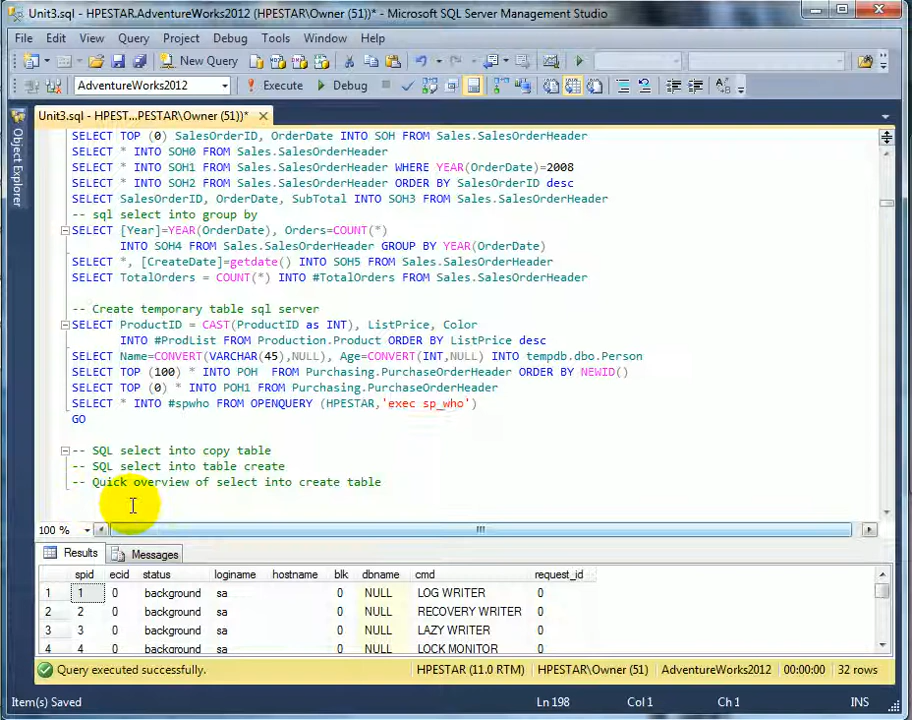 Unit3.sql - HPESTAR.AdventureWorks2012 (HPESTAR\Owner (51))* - Microsoft SQL Server Management Studio
File Edit View Query Project Debug Tools Window Help
New Query
AdventureWorks2012 Execute Debug
Unit3.sql - HPEST...PESTAR\Owner (51))*
Object Explorer
SELECT TOP (0) SalesOrderID, OrderDate INTO SOH FROM Sales.SalesOrderHeader
SELECT * INTO SOH0 FROM Sales.SalesOrderHeader
SELECT * INTO SOH1 FROM Sales.SalesOrderHeader WHERE YEAR(OrderDate)=2008
SELECT * INTO SOH2 FROM Sales.SalesOrderHeader ORDER BY SalesOrderID desc
SELECT SalesOrderID, OrderDate, SubTotal INTO SOH3 FROM Sales.SalesOrderHeader
-- sql select into group by
SELECT [Year]=YEAR(OrderDate), Orders=COUNT(*)
INTO SOH4 FROM Sales.SalesOrderHeader GROUP BY YEAR(OrderDate)
SELECT *, [CreateDate]=getdate() INTO SOH5 FROM Sales.SalesOrderHeader
SELECT TotalOrders = COUNT(*) INTO #TotalOrders FROM Sales.SalesOrderHeader
-- Create temporary table sql server
SELECT ProductID = CAST(ProductID as INT), ListPrice, Color
INTO #ProdList FROM Production.Product ORDER BY ListPrice desc
SELECT Name=CONVERT(VARCHAR(45),NULL), Age=CONVERT(INT,NULL) INTO tempdb.dbo.Person
SELECT TOP (100) * INTO POH FROM Purchasing.PurchaseOrderHeader ORDER BY NEWID()
SELECT TOP (0) * INTO POH1 FROM Purchasing.PurchaseOrderHeader
SELECT * INTO #spwho FROM OPENQUERY (HPESTAR,'exec sp_who')
GO
-- SQL select into copy table
-- SQL select into table create
-- Quick overview of select into create table
100 %
Results Messages
spid ecid status loginame hostname blk dbname cmd request_id
1 1 0 background sa 0 NULL LOG WRITER 0
2 2 0 background sa 0 NULL RECOVERY WRITER 0
3 3 0 background sa 0 NULL LAZY WRITER 0
4 4 0 background sa 0 NULL LOCK MONITOR 0
Query executed successfully. HPESTAR (11.0 RTM) HPESTAR\Owner (51) AdventureWorks2012 00:00:00 32 rows
Item(s) Saved Ln 198 Col 1 Ch 1 INS